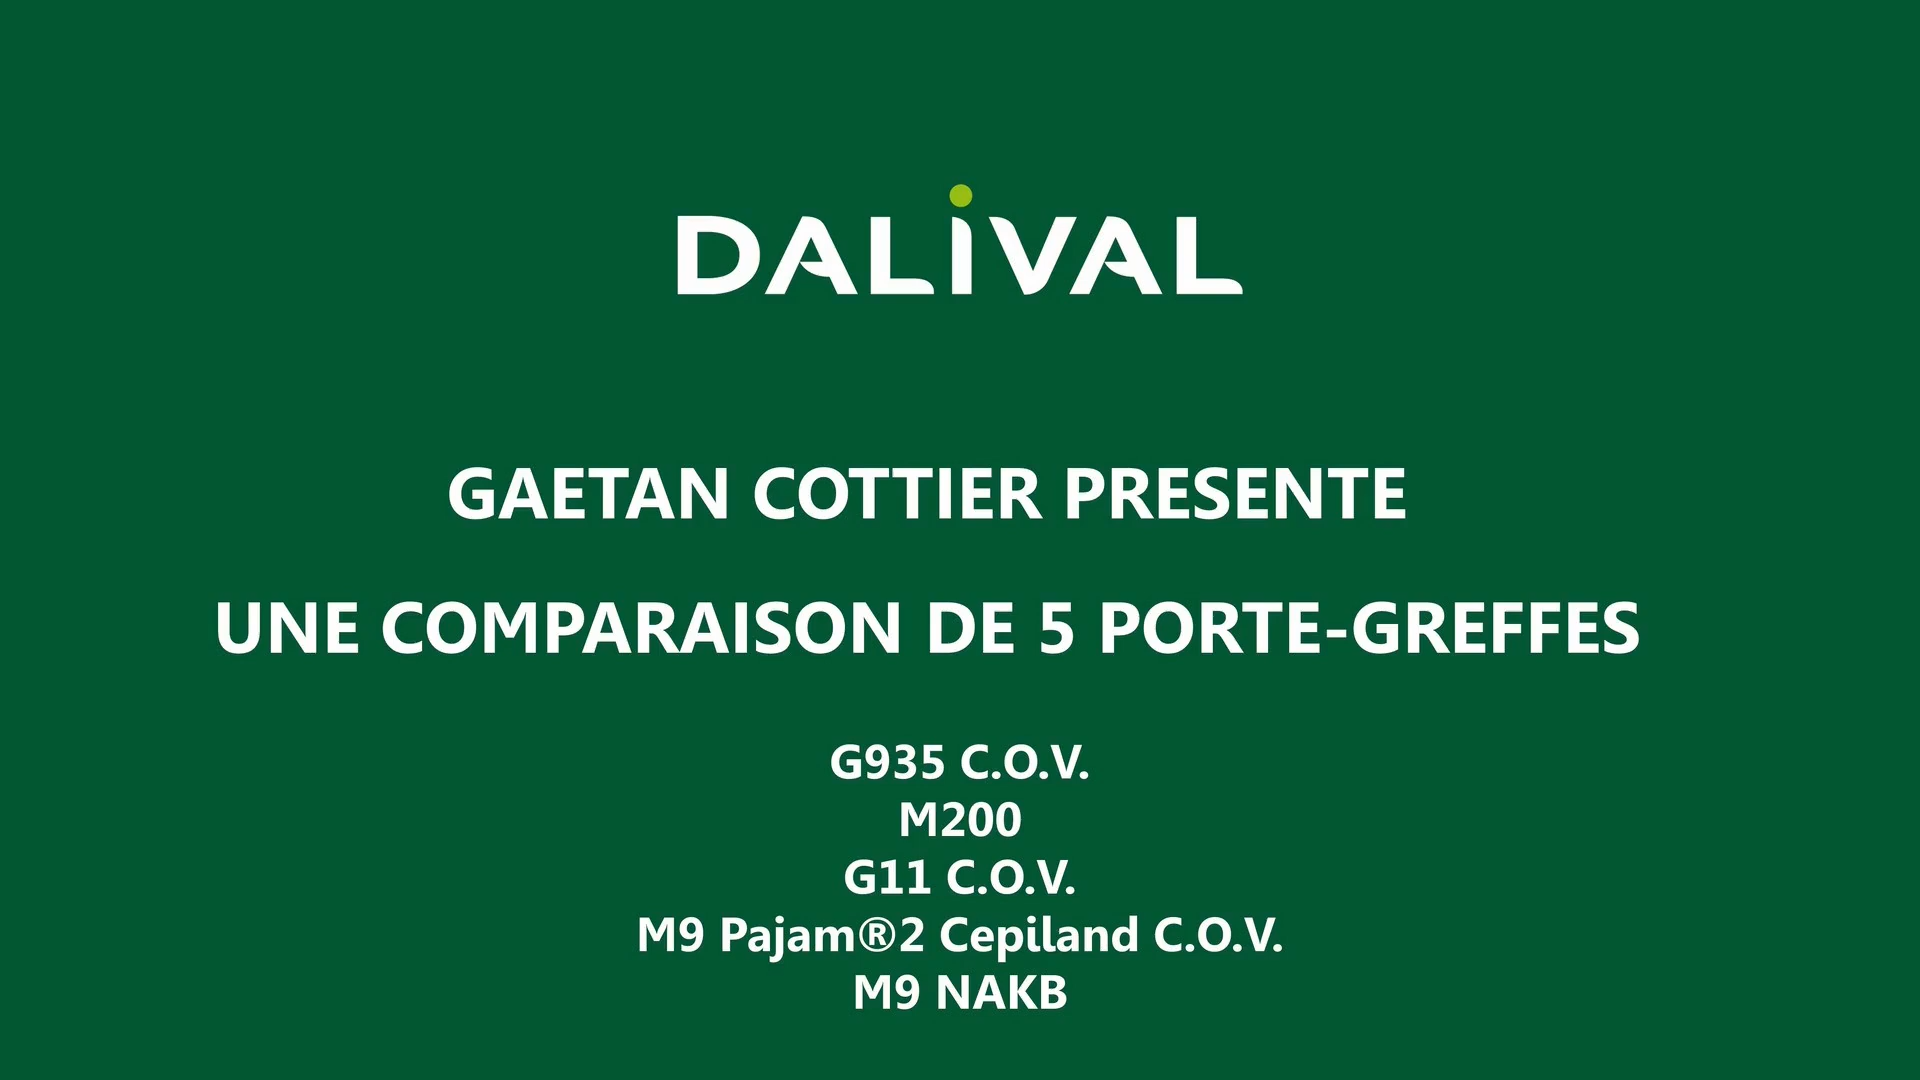 DALiVAL
GAETAN COTTIER PRESENTE
UNE COMPARAISON DE 5 PORTE-GREFFES
G935 C.O.V.
M200
G11 C.O.V.
M9 Pajam®2 Cepiland C.O.V.
M9 NAKB